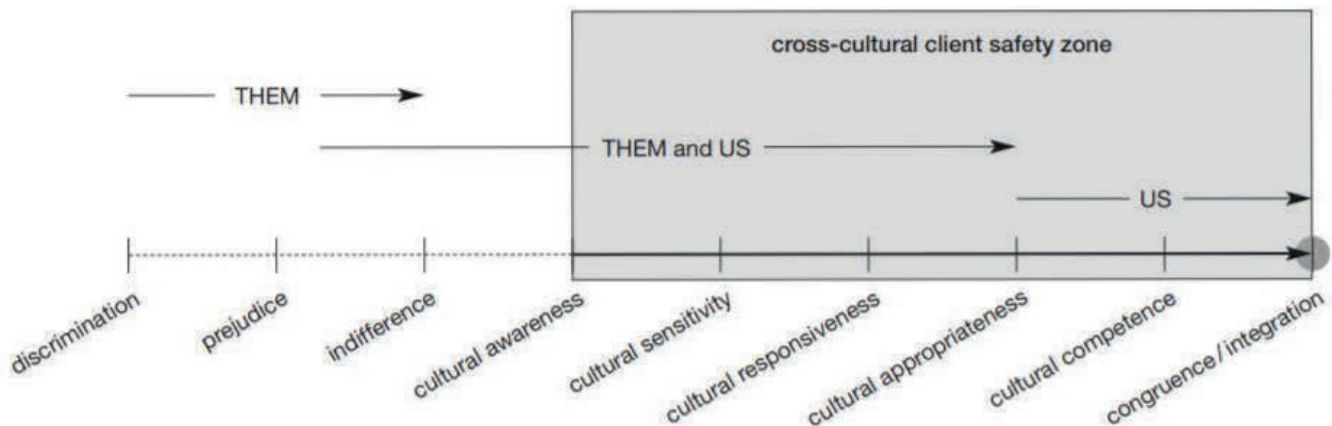 cross-cultural client safety zone
THEM
THEM and US
US
discrimination
prejudice
indifference
cultural awareness
cultural sensitivity
cultural responsiveness
cultural appropriateness
cultural competence
congruence / integration